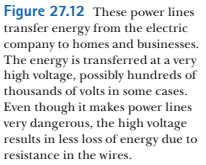 Figure 27.12 These power lines
transfer energy from the electric
company to homes and businesses.
The energy is transferred at a very
high voltage, possibly hundreds of
thousands of volts in some cases.
Even though it makes power lines
very dangerous, the high voltage
results in less loss of energy due to
resistance in the wires.